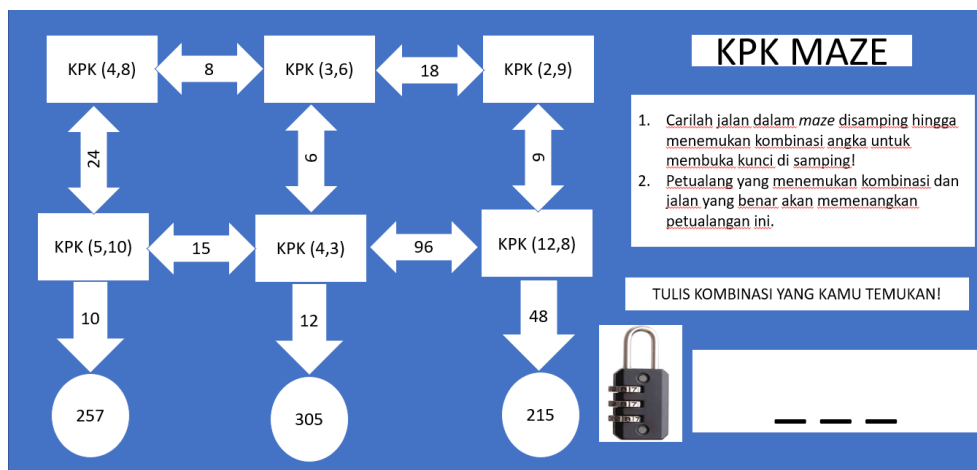 KPK MAZE
KPK (4,8)
8
KPK (3,6)
18
KPK (2,9)
24
6
9
KPK (5,10)
15
KPK (4,3)
96
KPK (12,8)
10
12
48
257
305
215
1. Carilah jalan dalam maze disamping hingga
menemukan kombinasi angka untuk
membuka kunci di samping!
2. Petualang yang menemukan kombinasi dan
jalan yang benar akan memenangkan
petualangan ini.
TULIS KOMBINASI YANG KAMU TEMUKAN!